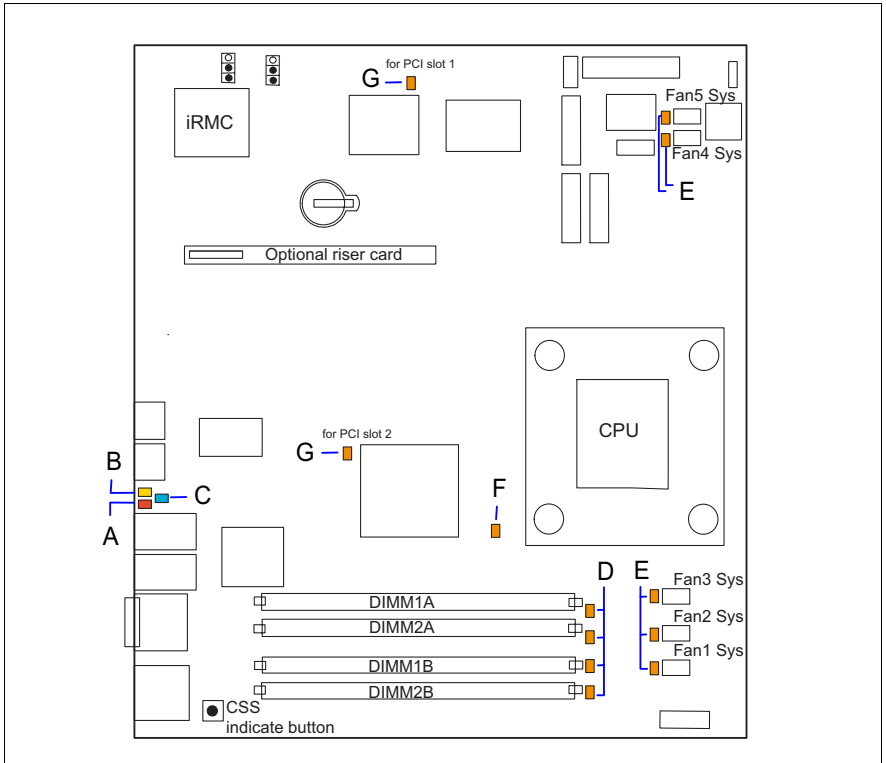 for PCI slot 1
G
iRMC
Fan5 Sys
Fan4 Sys
E
Optional riser card
CPU
for PCI slot 2
G
B
C
A
F
D
E
DIMM1A
DIMM2A
DIMM1B
DIMM2B
Fan3 Sys
Fan2 Sys
Fan1 Sys
CSS
indicate button